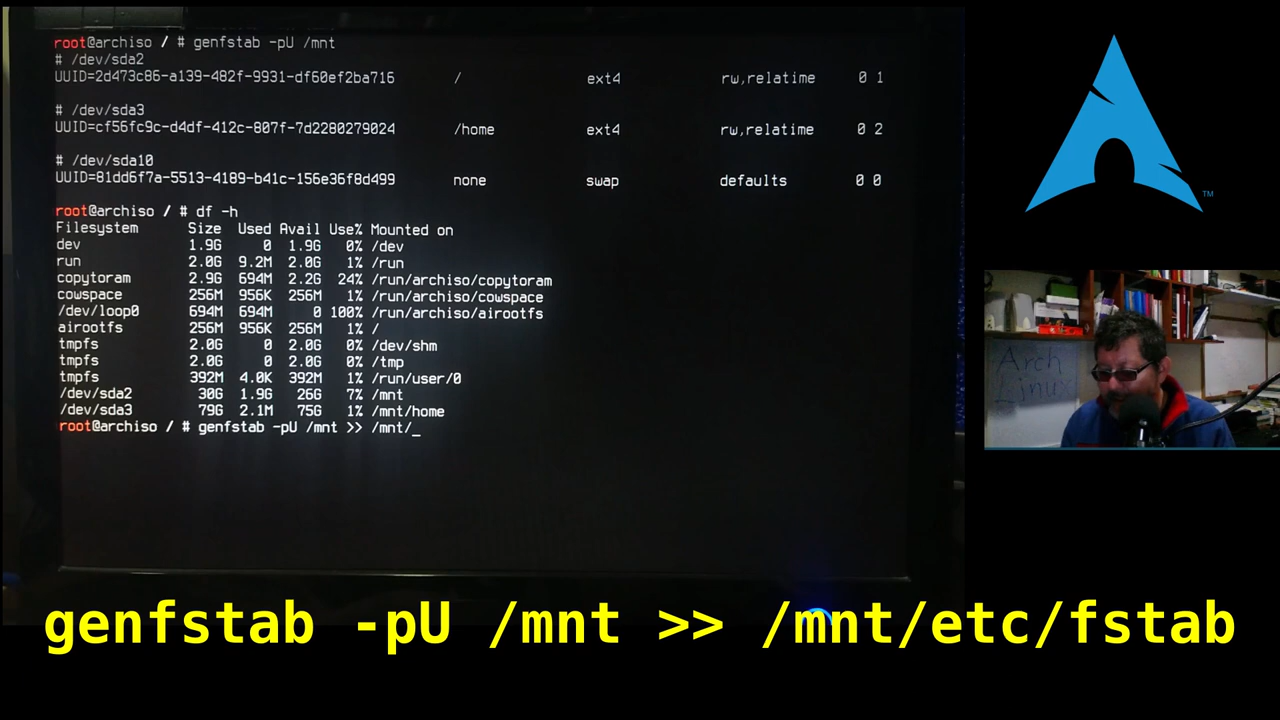 root@archiso / # genfstab -pU /mnt
# /dev/sda2
UUID=2d473c86-a139-482f-9931-df60ef2ba716 / ext4 rw,relatime 0 1
# /dev/sda3
UUID=cf56fc9c-d4df-412c-807f-7d2280279024 /home ext4 rw,relatime 0 2
# /dev/sda10
UUID=81dd6f7a-5513-4189-b41c-156e36f8d499 none swap defaults 0 0
root@archiso / # df -h
Filesystem Size Used Avail Use% Mounted on
dev 1.9G 0 1.9G 0% /dev
run 2.0G 9.2M 2.0G 1% /run
copytoram 2.9G 694M 2.2G 24% /run/archiso/copytoram
cowspace 256M 956K 256M 1% /run/archiso/cowspace
/dev/loop0 694M 694M 0 100% /run/archiso/airootfs
airootfs 256M 956K 256M 1% /
tmpfs 2.0G 0 2.0G 0% /dev/shm
tmpfs 2.0G 0 2.0G 0% /tmp
tmpfs 392M 4.0K 392M 1% /run/user/0
/dev/sda2 30G 1.9G 26G 7% /mnt
/dev/sda3 79G 2.1M 75G 1% /mnt/home
root@archiso / # genfstab -pU /mnt >> /mnt/_
TM
Arch
Linux
genfstab -pU /mnt >> /mnt/etc/fstab